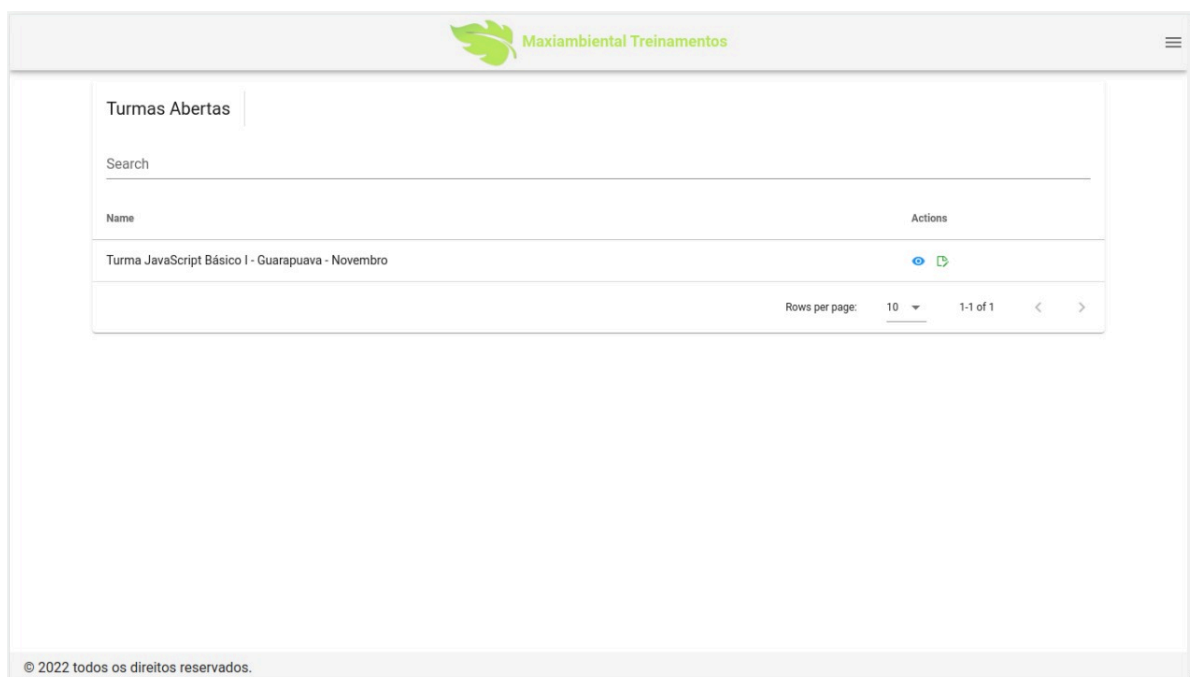 Maxiambiental Treinamentos
Turmas Abertas
Search
Name Actions
Turma JavaScript Básico I - Guarapuava - Novembro
Rows per page: 10 1-1 of 1
© 2022 todos os direitos reservados.